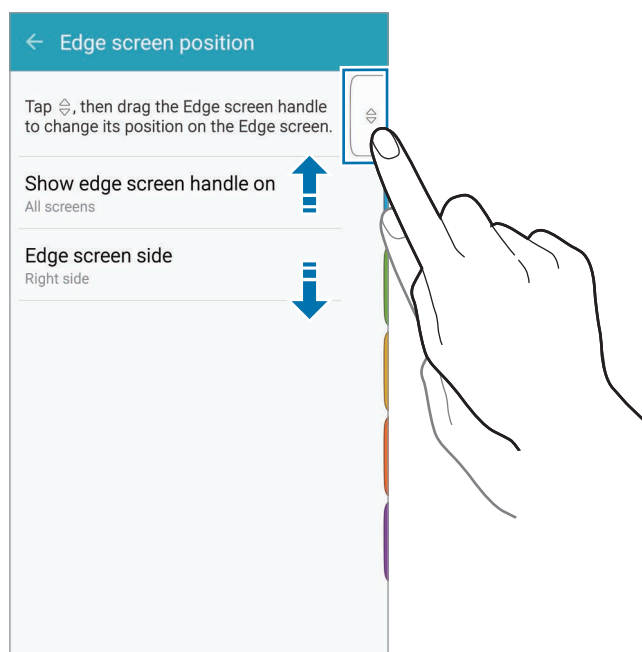 Edge screen position
Tap , then drag the Edge screen handle
to change its position on the Edge screen.
Show edge screen handle on
All screens
Edge screen side
Right side